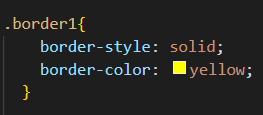 .border1{
border-style: solid;
border-color: yellow;
}